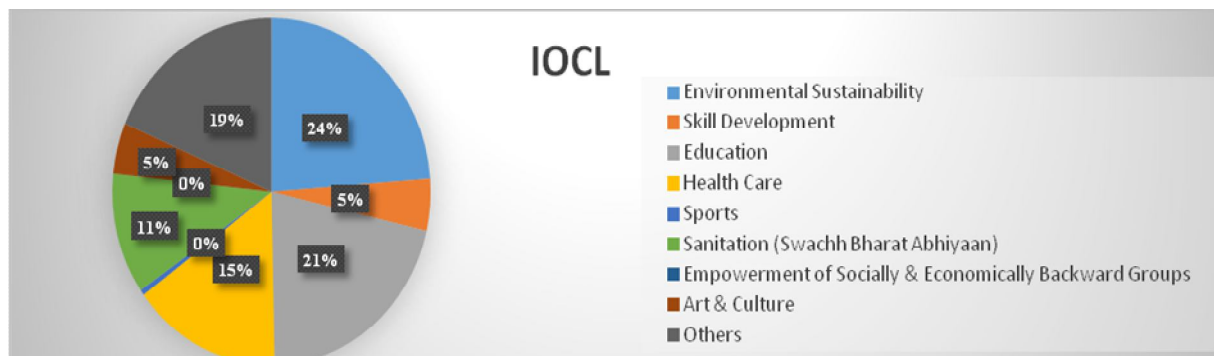 IOCL
19%
24%
5%
0%
5%
11%
0%
15%
21%
Environmental Sustainability
Skill Development
Education
Health Care
Sports
Sanitation (Swachh Bharat Abhiyaan)
Empowerment of Socially & Economically Backward Groups
Art & Culture
Others